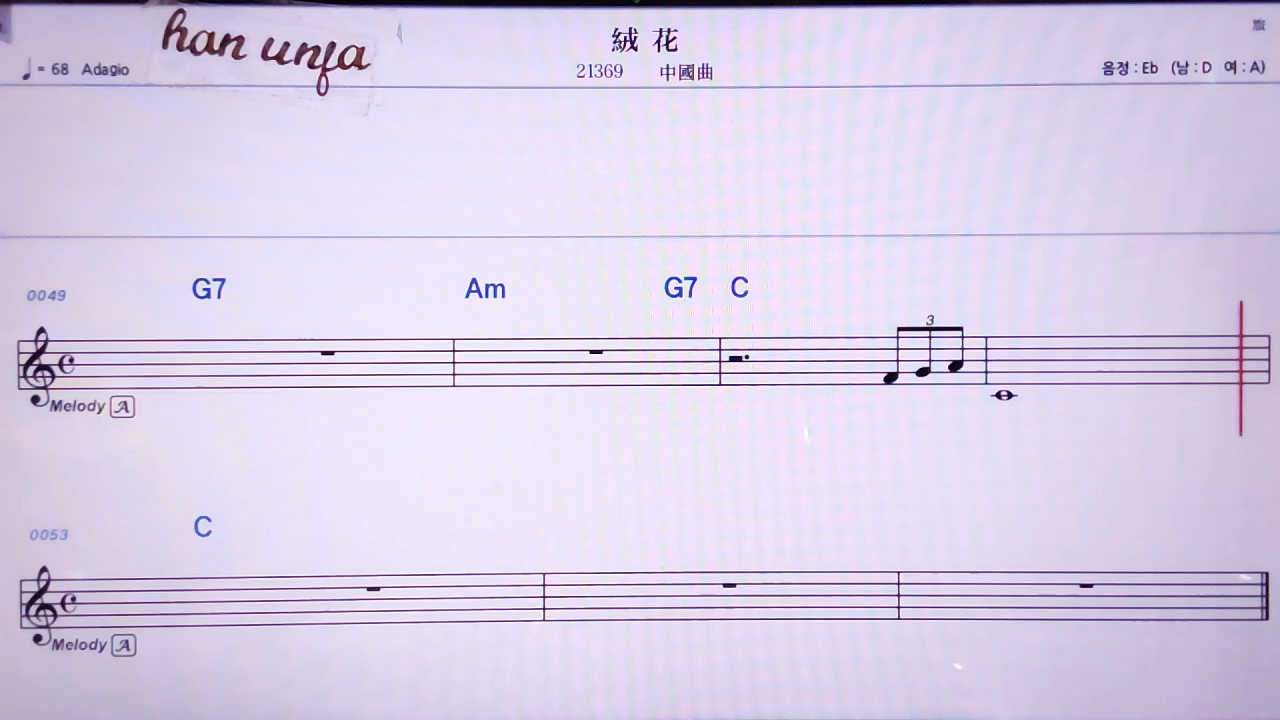 han unfa
絨花
♩= 68 Adagio
21369 中國曲
음정 : Eb (남 : D 여 : A)
0049
G7 Am G7 C
3
Melody A
0053
C
Melody A